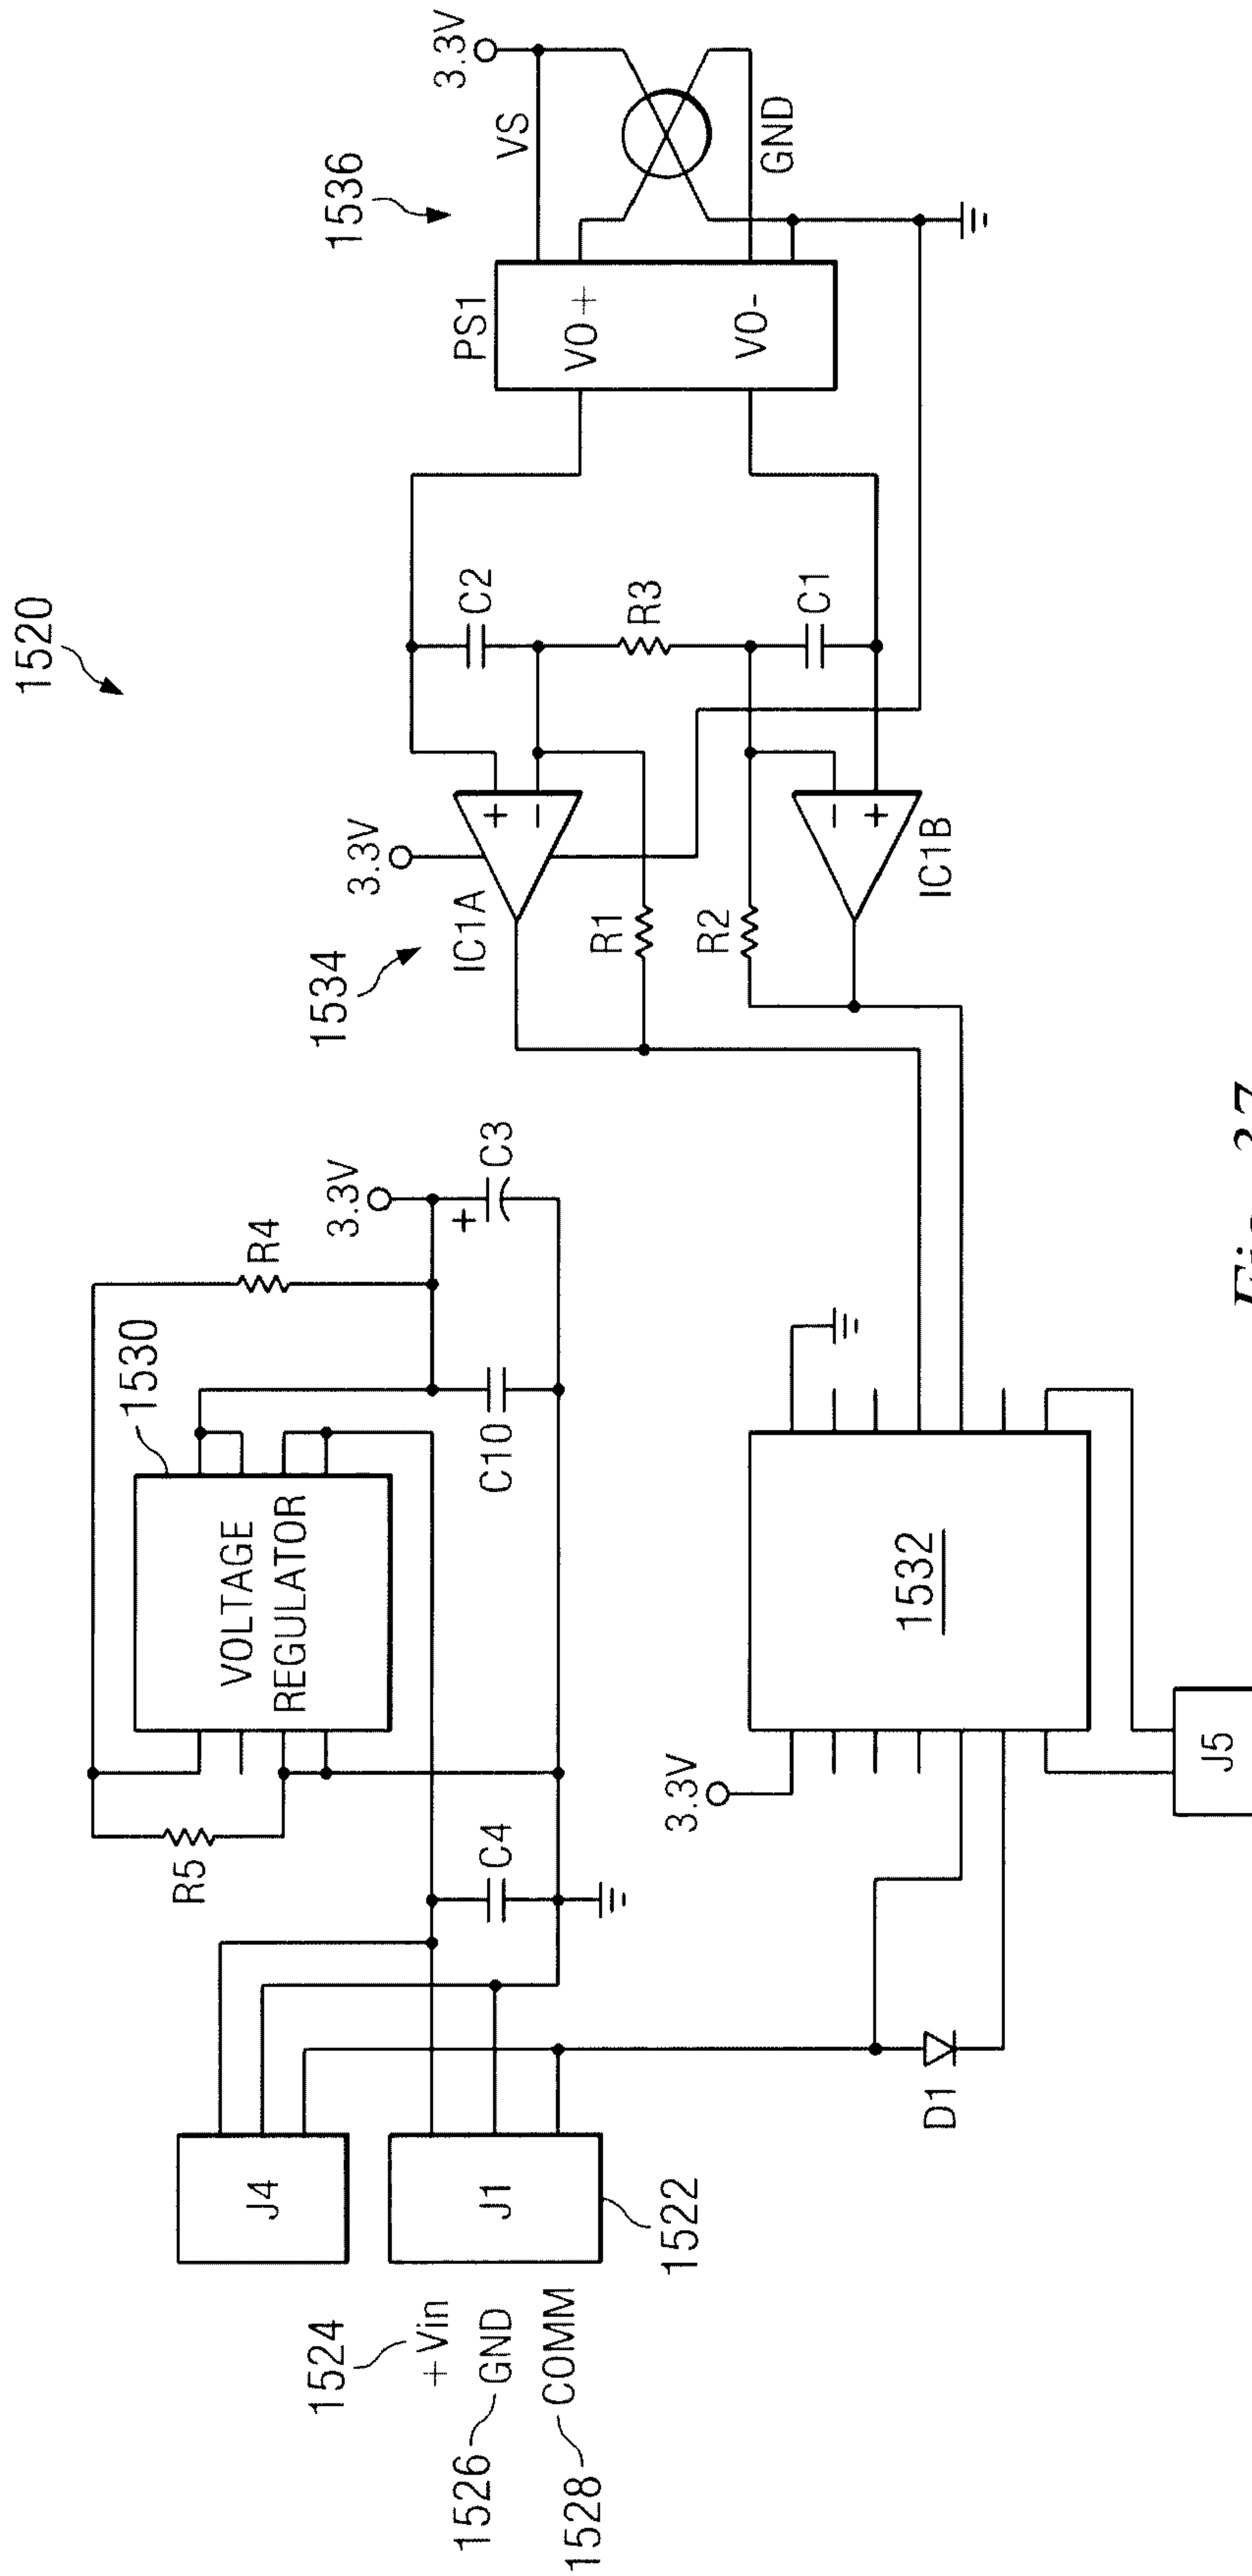 1520
1530
VOLTAGE
REGULATOR
R4
R5
3.3V
C3
+
C10
C4
J4
J1
1522
1524
+Vin
1526
GND
1528
COMM
D1
3.3V
1532
J5
1534
3.3V
IC1A
+
−
R1
R2
−
+
IC1B
C2
R3
C1
1536
PS1
VO+
VO-
VS
3.3V
GND